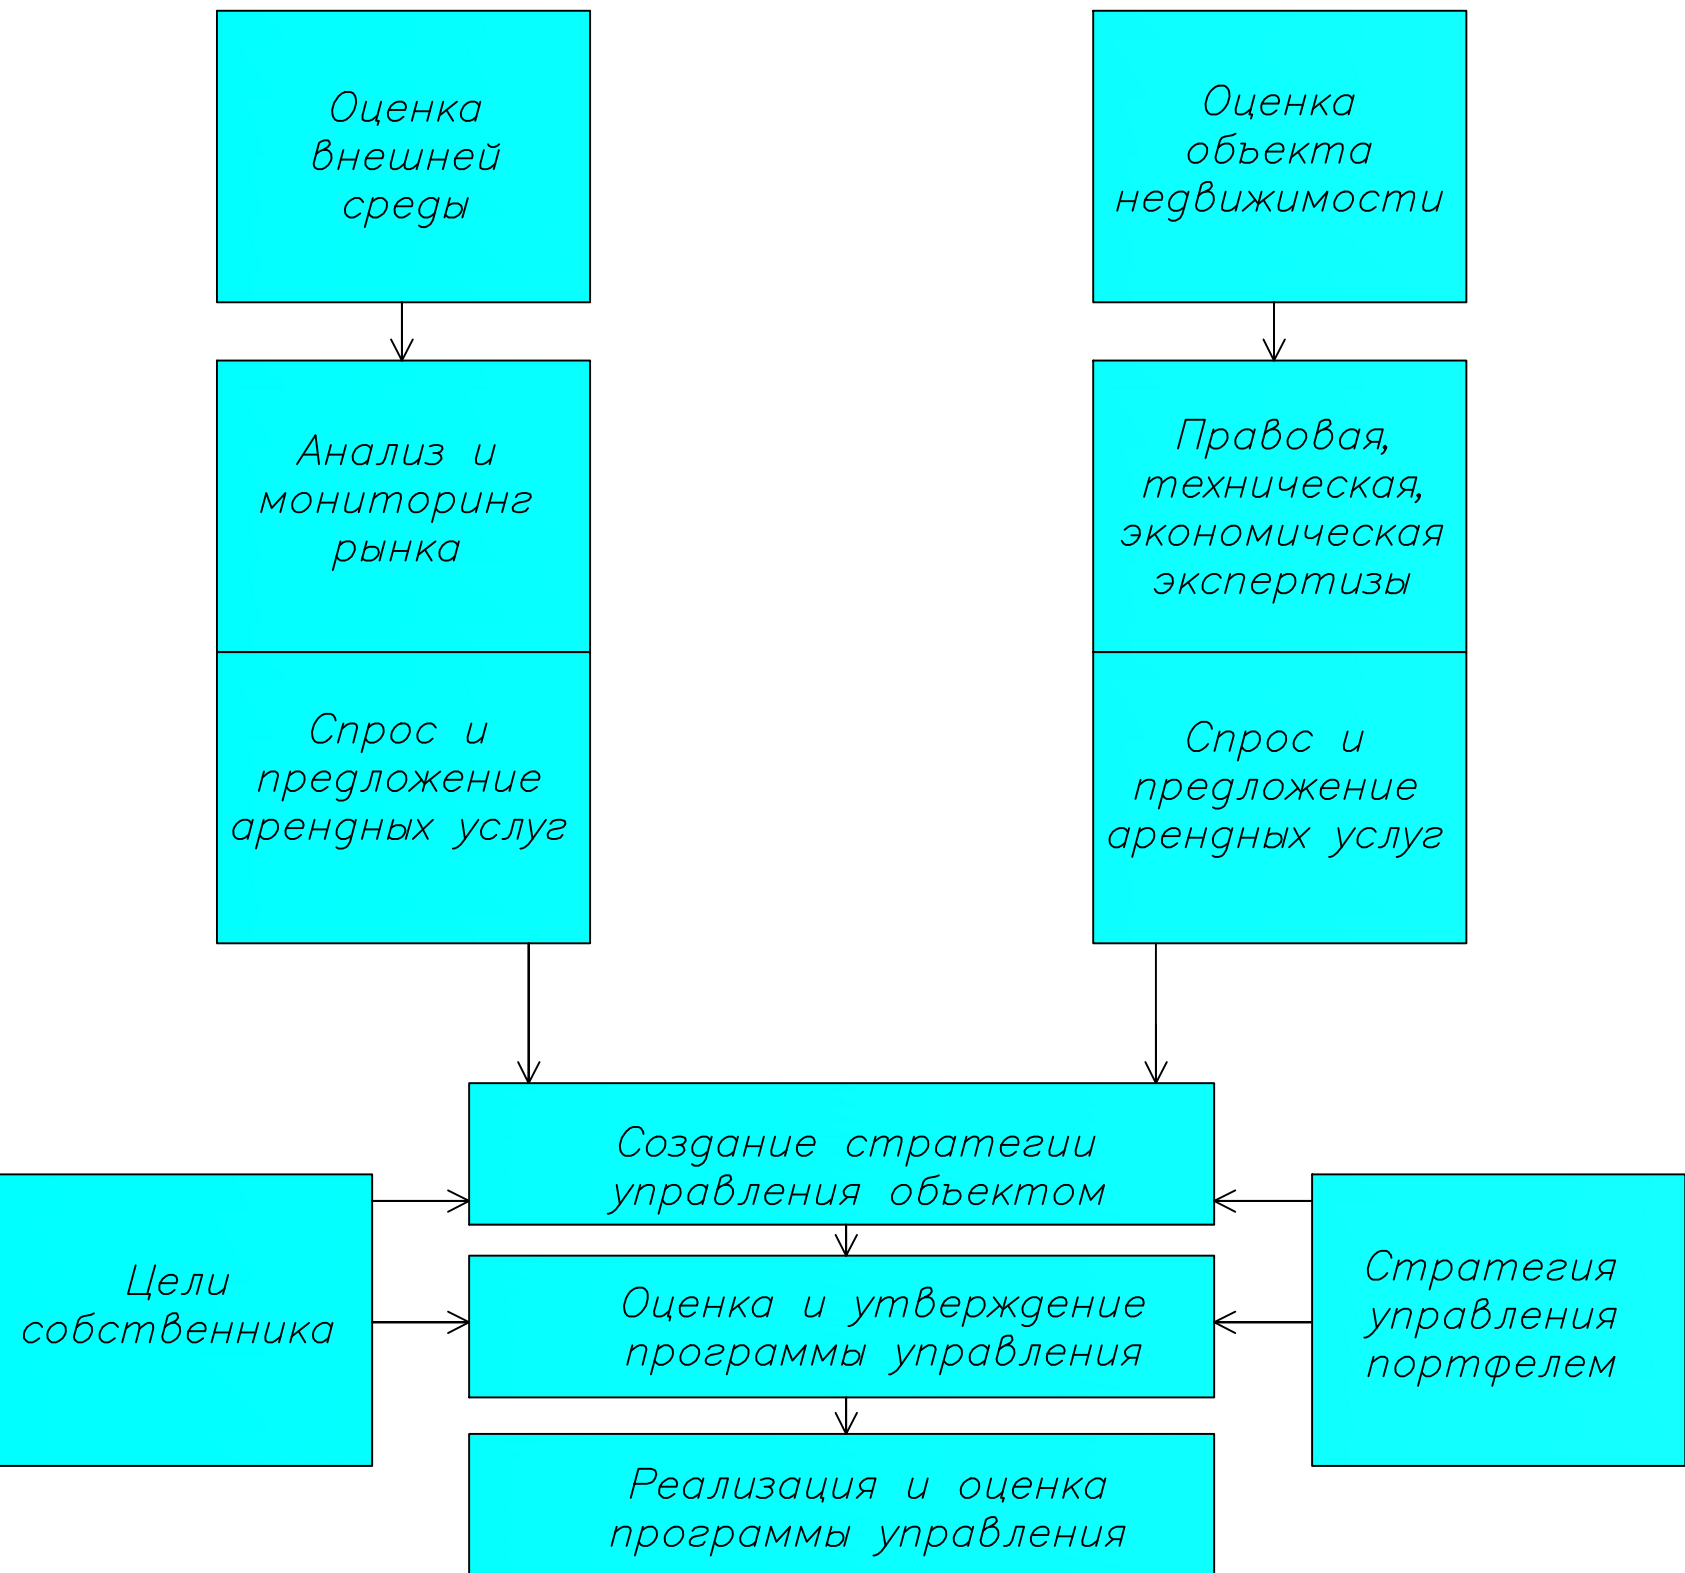 Оценка
внешней
среды
Оценка
объекта
недвижимости
Анализ и
мониторинг
рынка
Правовая,
техническая,
экономическая
экспертизы
Спрос и
предложение
арендных услуг
Спрос и
предложение
арендных услуг
Создание стратегии
управления объектом
Цели
собственника
Оценка и утверждение
программы управления
Стратегия
управления
портфелем
Реализация и оценка
программы управления